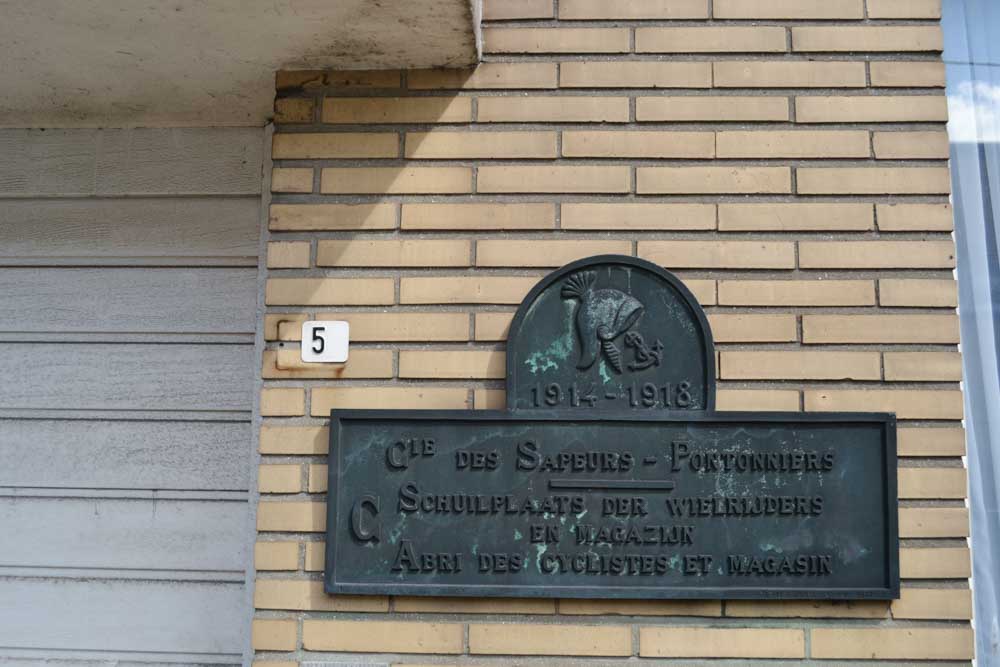 5
1914 - 1918
CIE DES SAPEURS - PONTONNIERS
C
SCHUILPLAATS DER WIELRIJDERS
EN MAGAZIJN
ABRI DES CYCLISTES ET MAGASIN